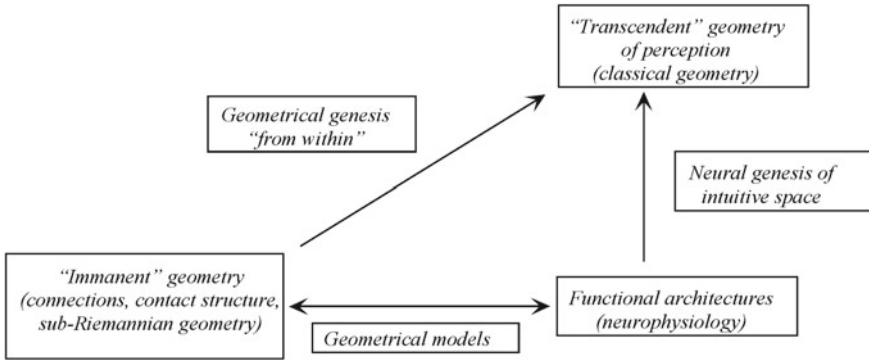 “Transcendent” geometry
of perception
(classical geometry)
Geometrical genesis
“from within”
Neural genesis of
intuitive space
“Immanent” geometry
(connections, contact structure,
sub-Riemannian geometry)
Functional architectures
(neurophysiology)
Geometrical models